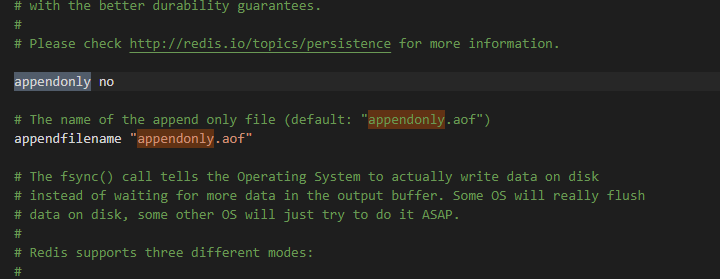 # with the better durability guarantees.
#
# Please check http://redis.io/topics/persistence for more information.
appendonly no
# The name of the append only file (default: "appendonly.aof")
appendfilename "appendonly.aof"
# The fsync() call tells the Operating System to actually write data on disk
# instead of waiting for more data in the output buffer. Some OS will really flush
# data on disk, some other OS will just try to do it ASAP.
#
# Redis supports three different modes:
#